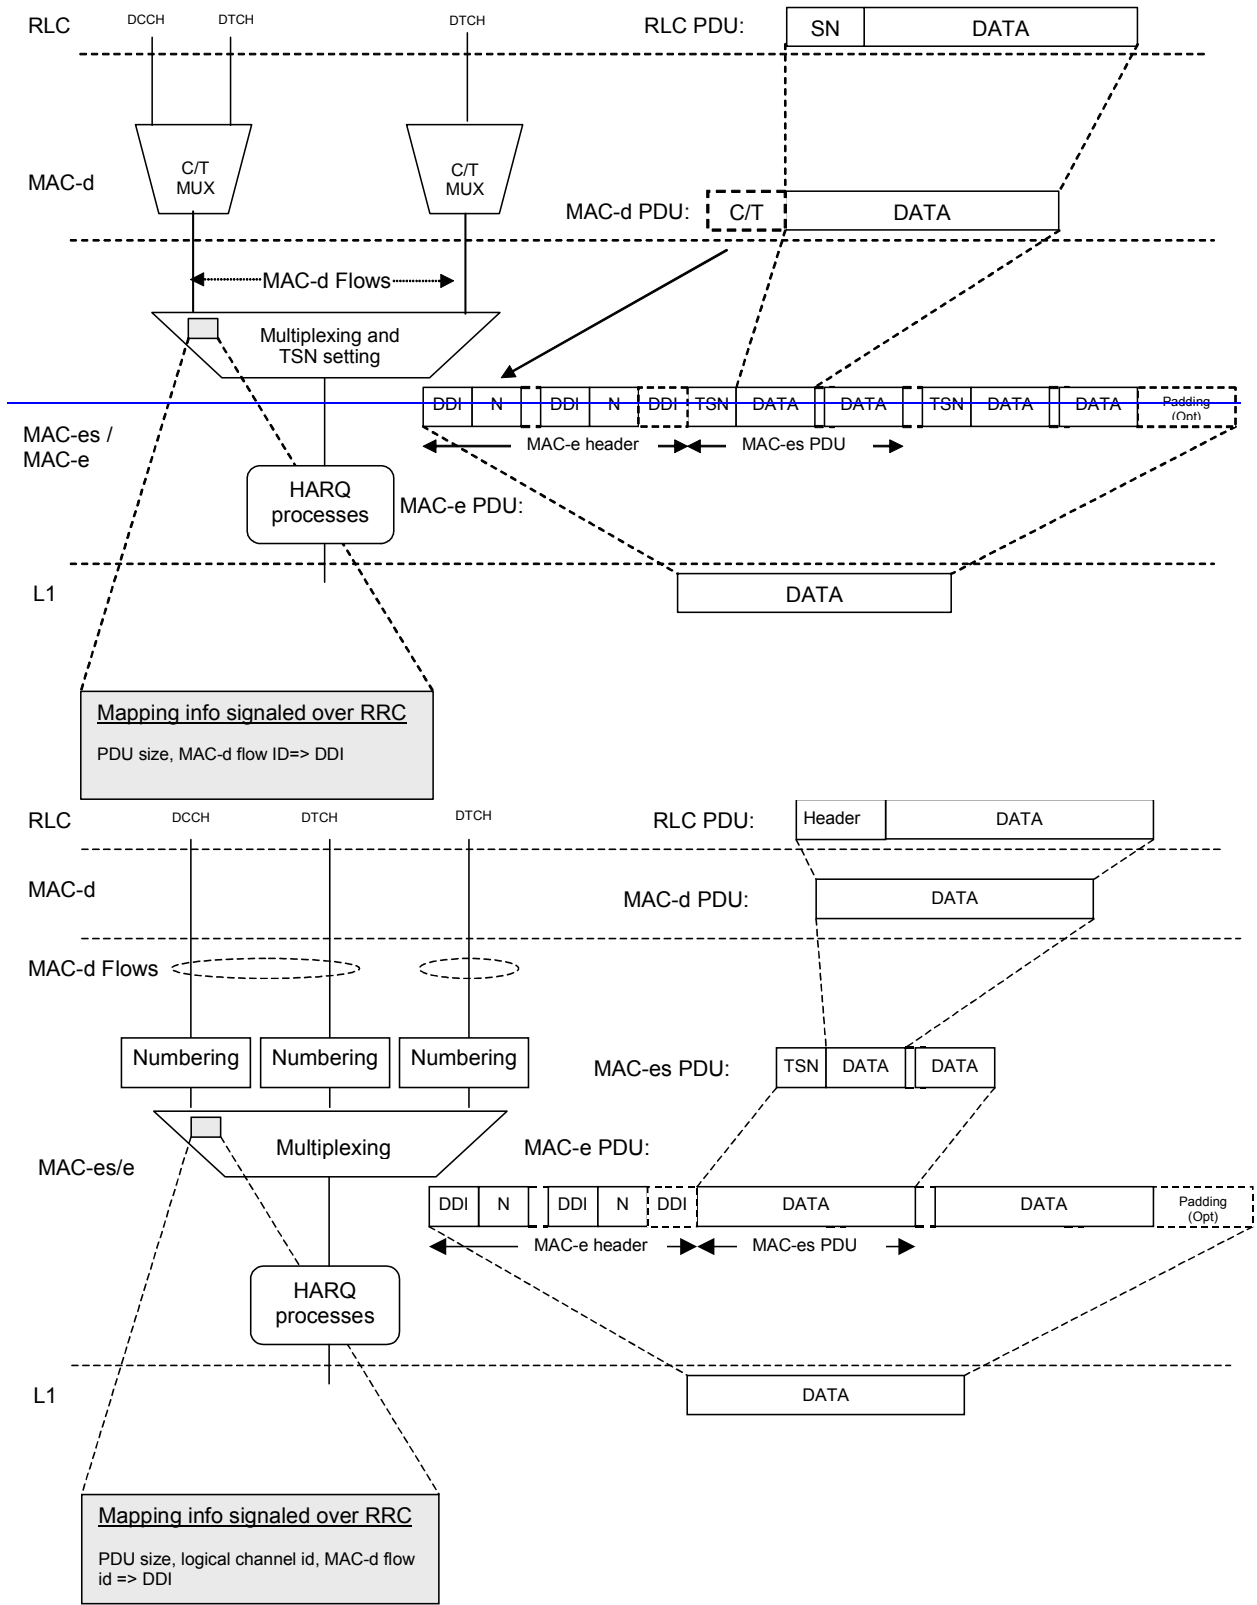 RLC
DCCH
DTCH
DTCH
RLC PDU:
SN
DATA
C/T
MUX
C/T
MUX
MAC-d
MAC-d PDU:
C/T
DATA
MAC-d Flows
Multiplexing and
TSN setting
DDI
N
DDI
N
DDI
TSN
DATA
DATA
TSN
DATA
DATA
Padding
(Opt)
MAC-es /
MAC-e
MAC-e header
MAC-es PDU
HARQ
processes
MAC-e PDU:
L1
DATA
Mapping info signaled over RRC
PDU size, MAC-d flow ID=> DDI
RLC
DCCH
DTCH
DTCH
RLC PDU:
Header
DATA
MAC-d
MAC-d PDU:
DATA
MAC-d Flows
Numbering
Numbering
Numbering
MAC-es PDU:
TSN
DATA
DATA
Multiplexing
MAC-e PDU:
MAC-es/e
DDI
N
DDI
N
DDI
DATA
DATA
Padding
(Opt)
MAC-e header
MAC-es PDU
HARQ
processes
L1
DATA
Mapping info signaled over RRC
PDU size, logical channel id, MAC-d flow
id => DDI